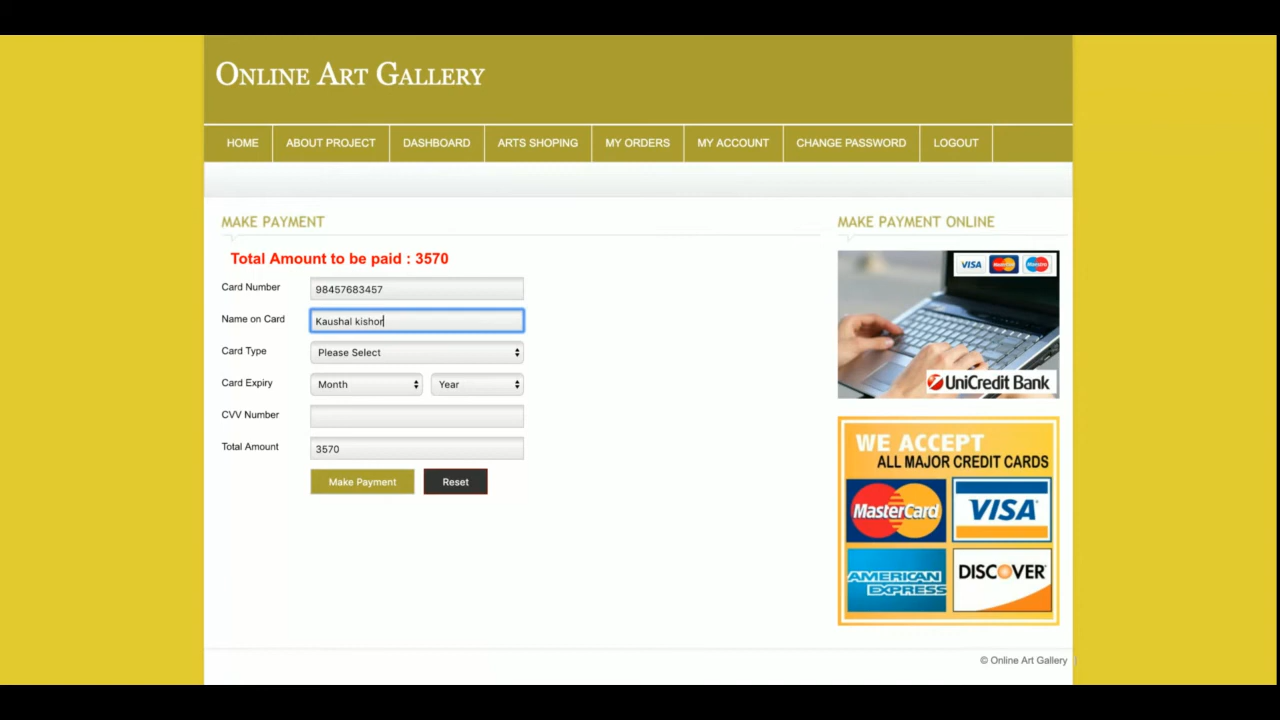 ONLINE ART GALLERY
HOME ABOUT PROJECT DASHBOARD ARTS SHOPING MY ORDERS MY ACCOUNT CHANGE PASSWORD LOGOUT
MAKE PAYMENT
Total Amount to be paid : 3570
Card Number 98457683457
Name on Card Kaushal kishor
Card Type Please Select
Card Expiry Month Year
CVV Number
Total Amount 3570
Make Payment Reset
MAKE PAYMENT ONLINE
VISA MasterCard Maestro
UniCredit Bank
WE ACCEPT
ALL MAJOR CREDIT CARDS
MasterCard VISA
AMERICAN EXPRESS DISCOVER
© Online Art Gallery